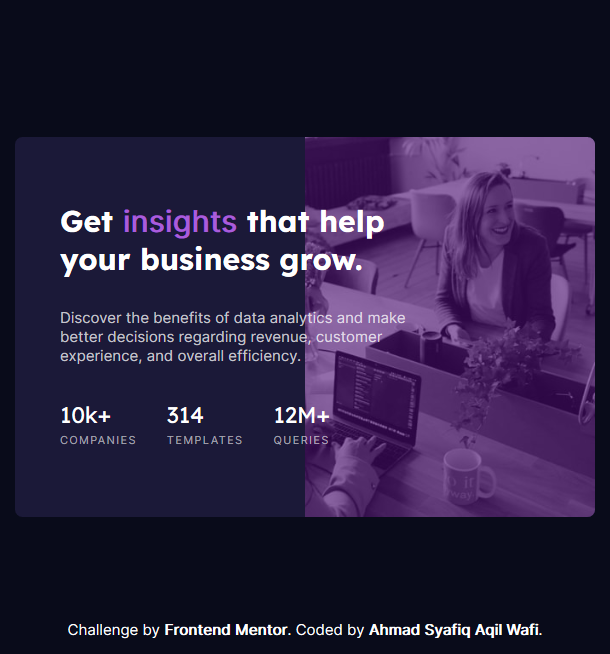 Get insights that help
your business grow.
Discover the benefits of data analytics and make
better decisions regarding revenue, customer
experience, and overall efficiency.
10k+ 314 12M+
COMPANIES TEMPLATES QUERIES
Challenge by Frontend Mentor. Coded by Ahmad Syafiq Aqil Wafi.